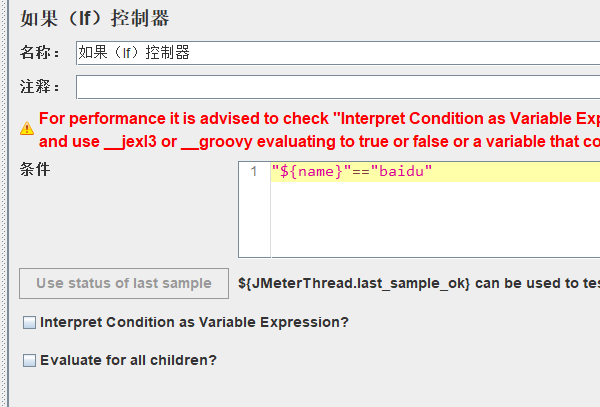 如果（If）控制器
名称： 如果（If）控制器
注释：
For performance it is advised to check "Interpret Condition as Variable
and use __jexl3 or __groovy evaluating to true or false or a variable that
条件
1 "${name}"=="baidu"
Use status of last sample ${JMeterThread.last_sample_ok} can be used to
Interpret Condition as Variable Expression?
Evaluate for all children?